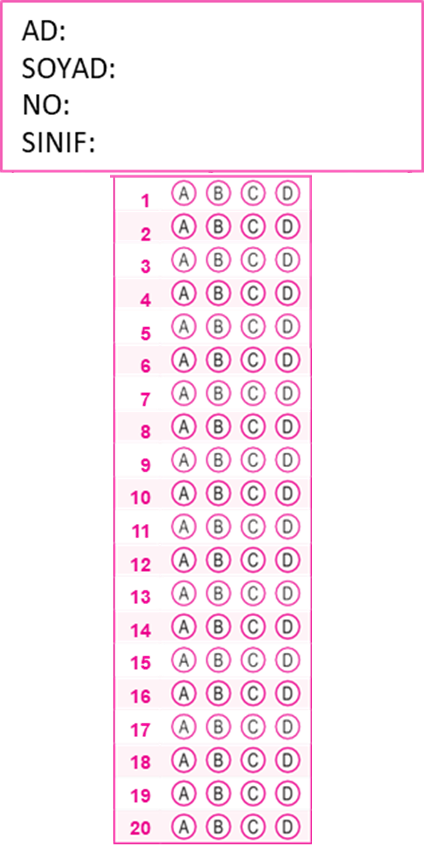 AD:
SOYAD:
NO:
SINIF:
1 A B C D
2 A B C D
3 A B C D
4 A B C D
5 A B C D
6 A B C D
7 A B C D
8 A B C D
9 A B C D
10 A B C D
11 A B C D
12 A B C D
13 A B C D
14 A B C D
15 A B C D
16 A B C D
17 A B C D
18 A B C D
19 A B C D
20 A B C D